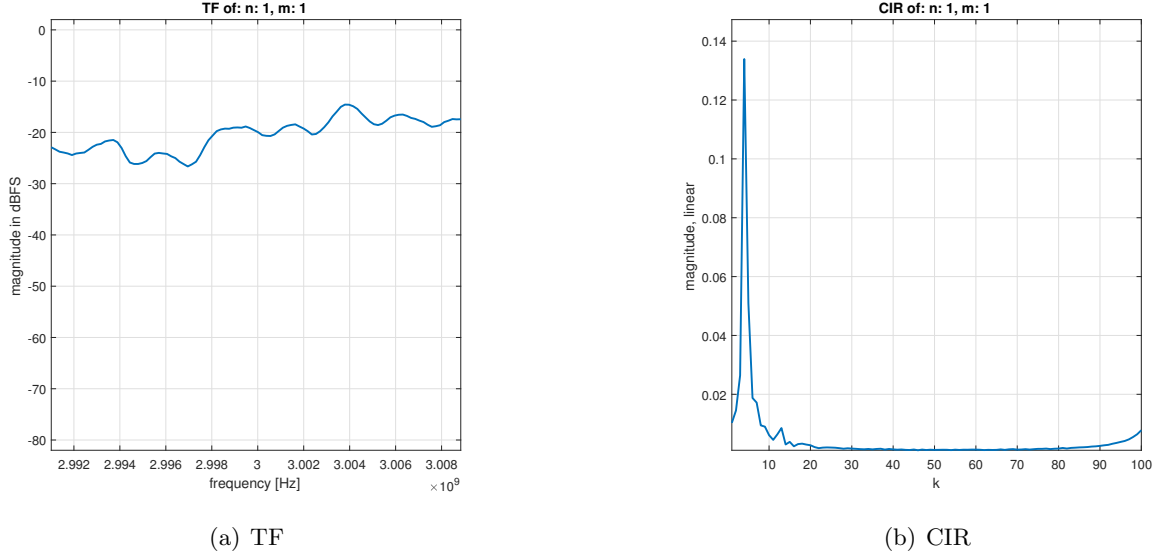 TF of: n: 1, m: 1
0
-10
-20
-30
-40
-50
-60
-70
-80
magnitude in dBFS
2.992 2.994 2.996 2.998 3 3.002 3.004 3.006 3.008
frequency [Hz]
×10⁹
(a) TF
CIR of: n: 1, m: 1
0.14
0.12
0.1
0.08
0.06
0.04
0.02
magnitude, linear
10 20 30 40 50 60 70 80 90 100
k
(b) CIR